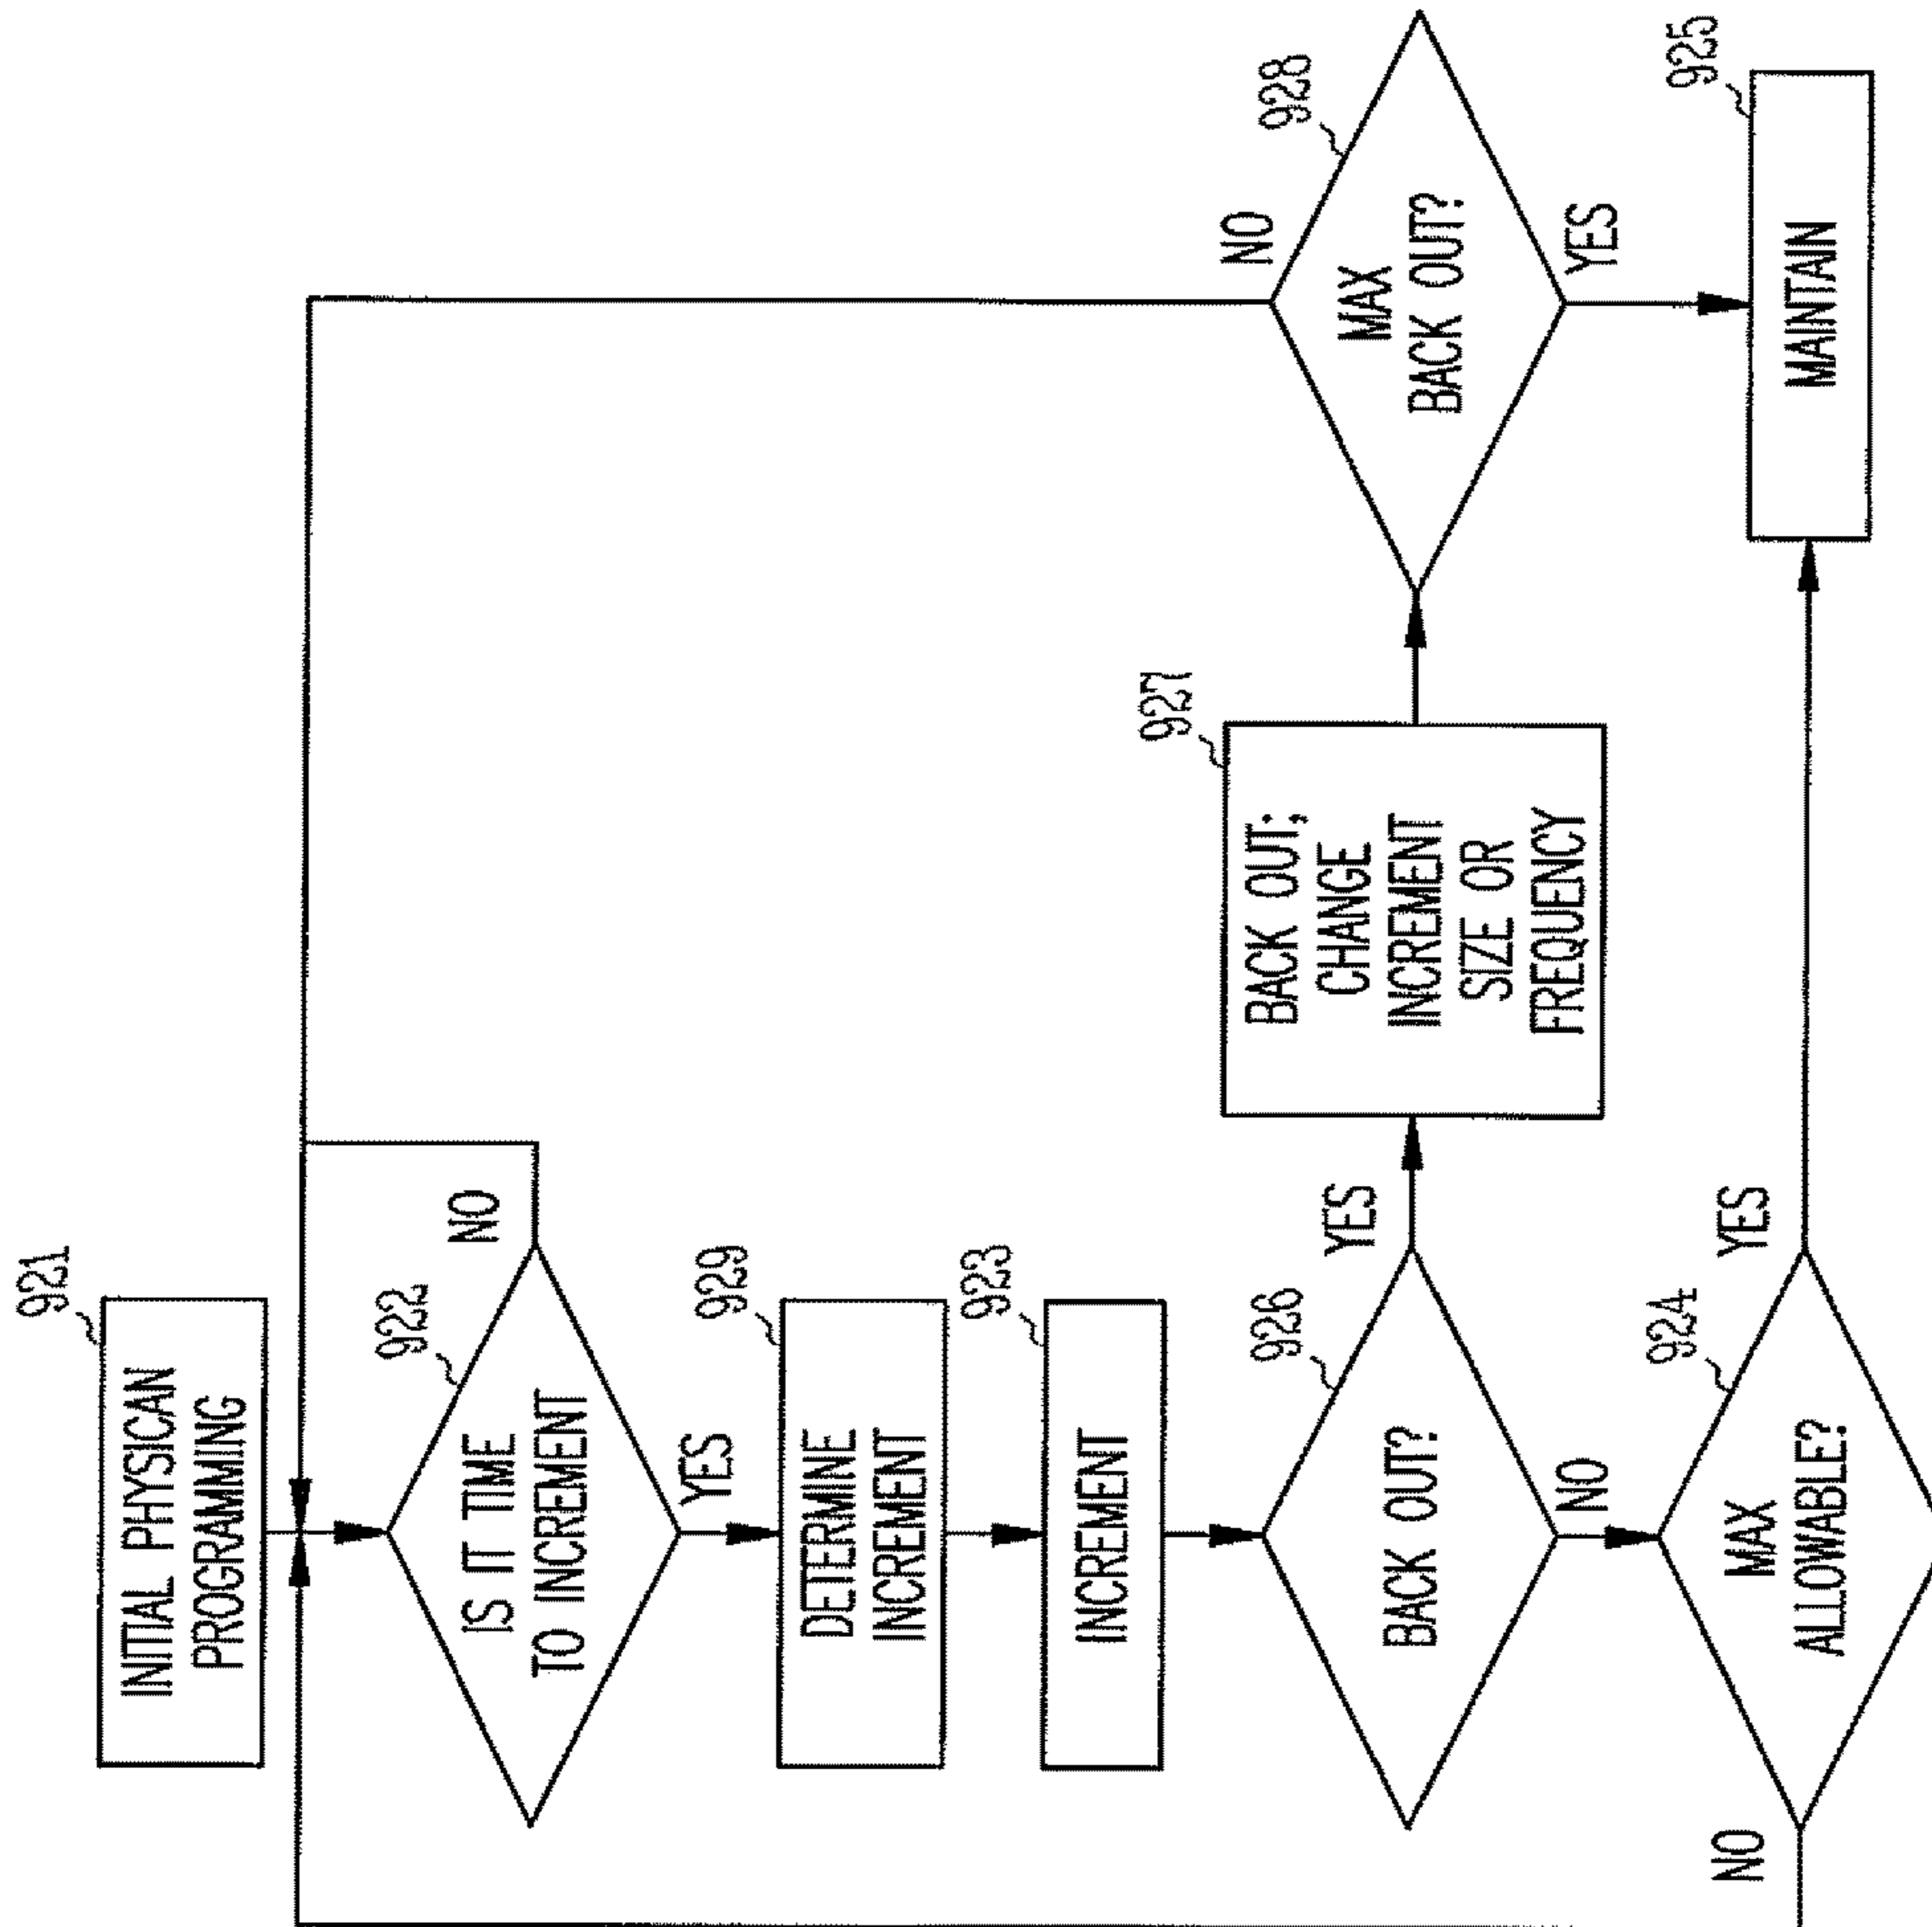 921
INITIAL PHYSICAN
PROGRAMMING
922
IS IT TIME
TO INCREMENT
NO
YES
929
DETERMINE
INCREMENT
923
INCREMENT
926
BACK OUT?
YES
NO
927
BACK OUT;
CHANGE
INCREMENT
SIZE OR
FREQUENCY
928
MAX
BACK OUT?
NO
YES
924
MAX
ALLOWABLE?
NO
YES
925
MAINTAIN